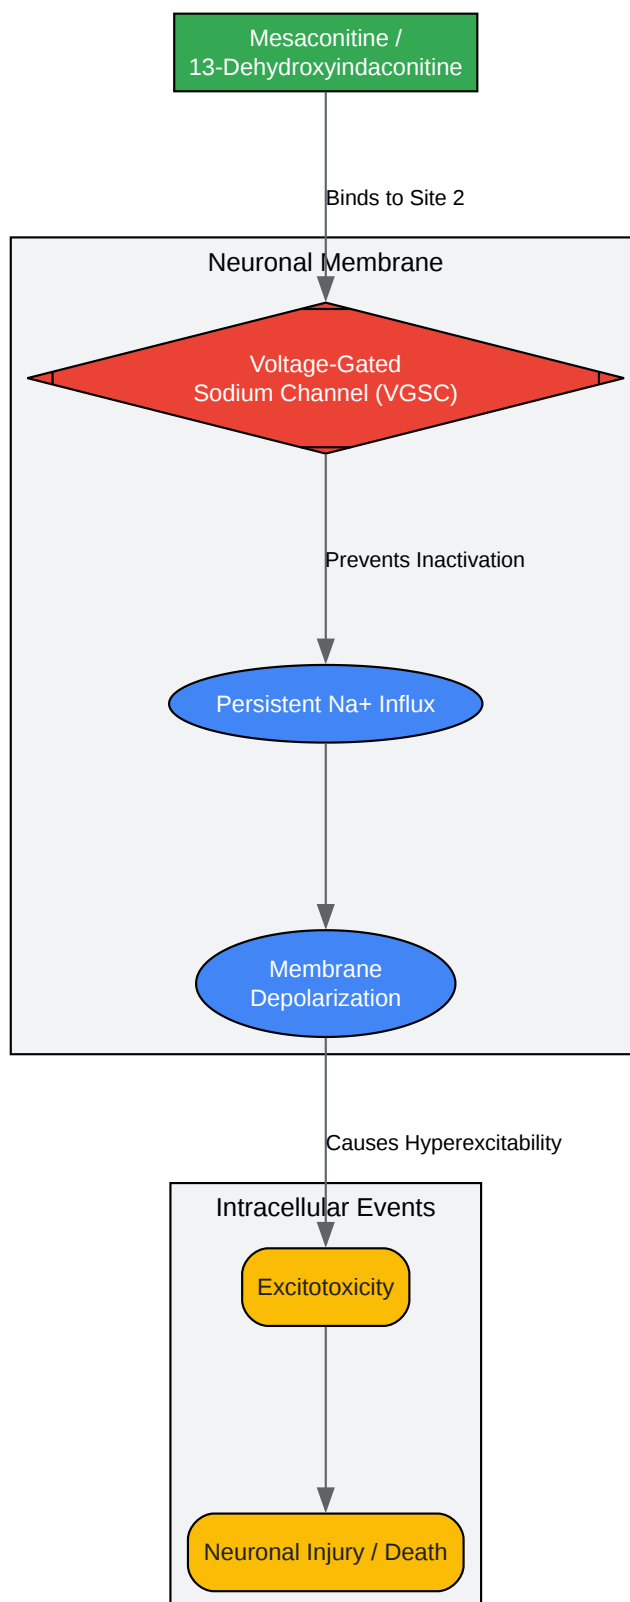 Mesaconitine /
13-Dehydroxyindaconitine
Binds to Site 2
Neuronal Membrane
Voltage-Gated
Sodium Channel (VGSC)
Prevents Inactivation
Persistent Na+ Influx
Membrane
Depolarization
Causes Hyperexcitability
Intracellular Events
Excitotoxicity
Neuronal Injury / Death